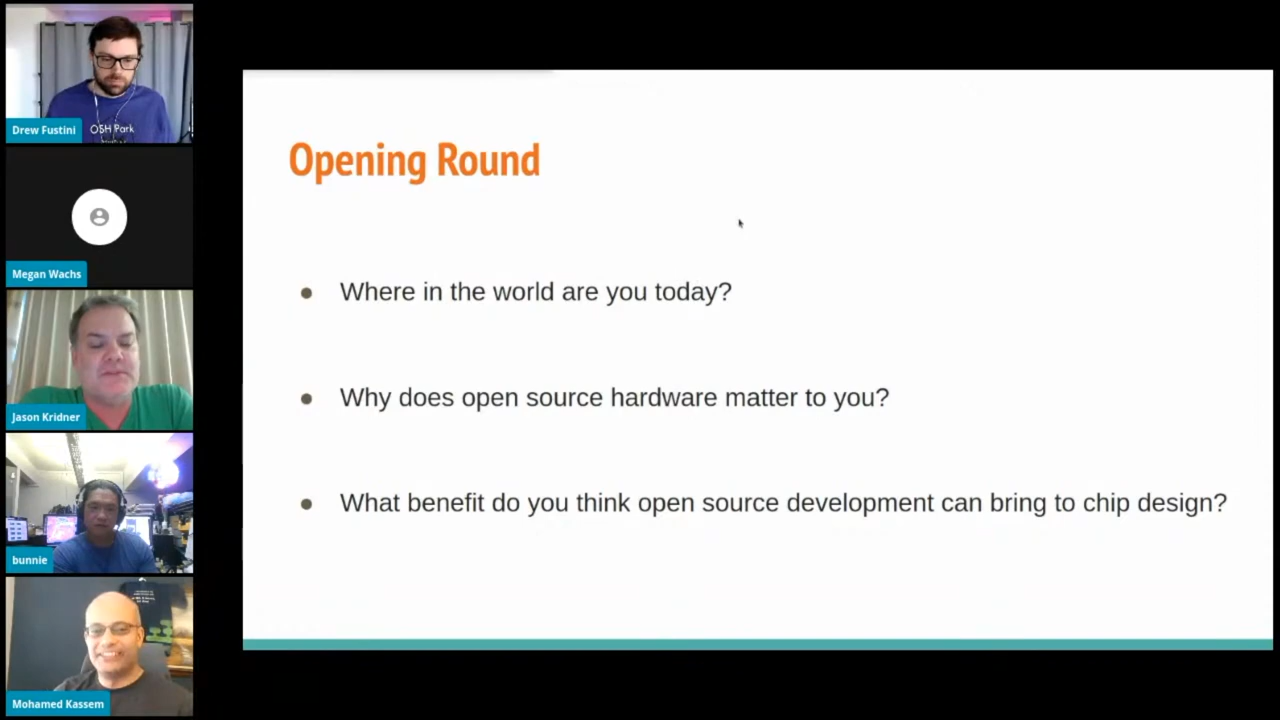 Drew Fustini
OSH Park
Megan Wachs
Jason Kridner
bunnie
Mohamed Kassem
Opening Round
Where in the world are you today?
Why does open source hardware matter to you?
What benefit do you think open source development can bring to chip design?